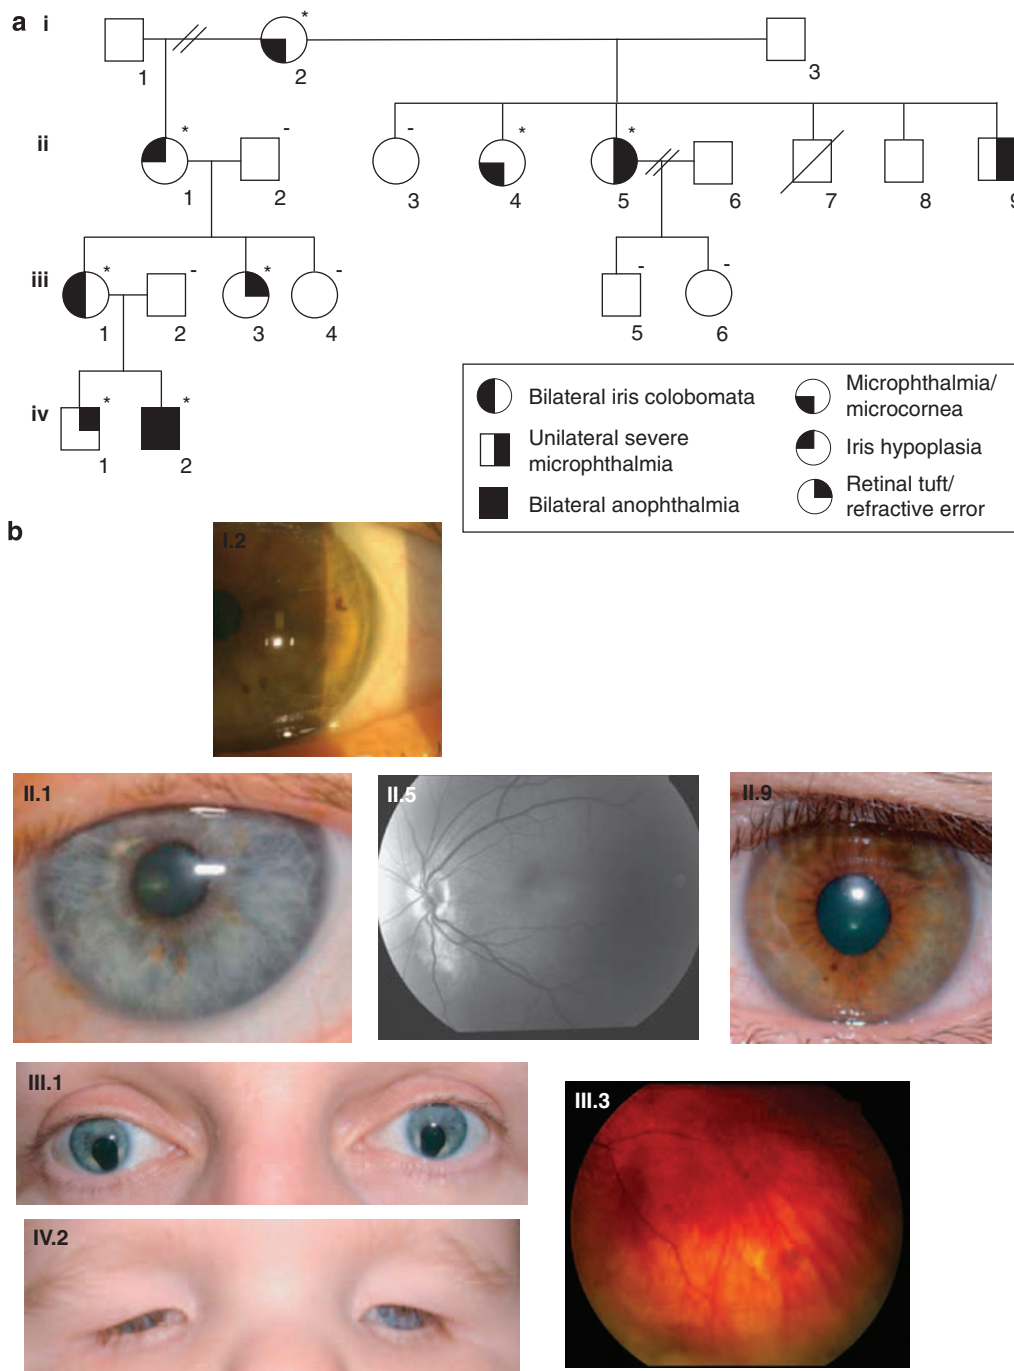 a i
* 
1 2 3
ii
* - - * *
1 2 3 4 5 6 7 8 9
iii
* - * - - -
1 2 3 4 5 6
iv
* *
1 2
Bilateral iris colobomata
Unilateral severe
microphthalmia
Bilateral anophthalmia
Microphthalmia/
microcornea
Iris hypoplasia
Retinal tuft/
refractive error
b
I.2
II.1
II.5
II.9
III.1
III.3
IV.2